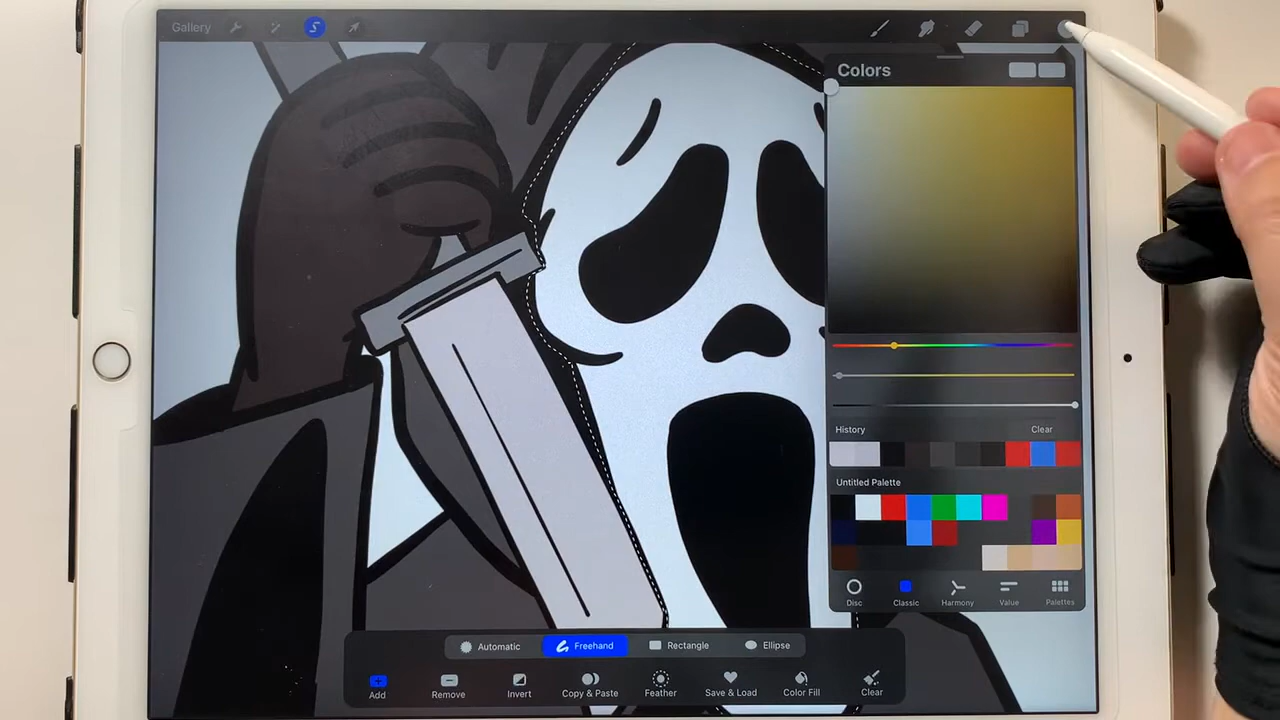 Gallery
Colors
History
Clear
Untitled Palette
Disc
Classic
Harmony
Value
Palettes
Automatic
Freehand
Rectangle
Ellipse
Add
Remove
Invert
Copy & Paste
Feather
Save & Load
Color Fill
Clear